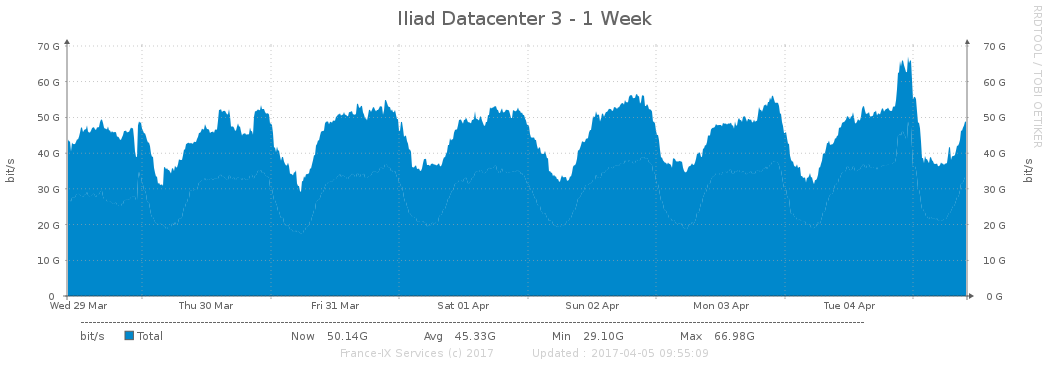 Iliad Datacenter 3 - 1 Week
RRDTOOL / TOBI OETIKER
70 G 70 G
60 G 60 G
50 G 50 G
40 G 40 G
30 G 30 G
20 G 20 G
10 G 10 G
0 0 G
bit/s
bit/s
Wed 29 Mar Thu 30 Mar Fri 31 Mar Sat 01 Apr Sun 02 Apr Mon 03 Apr Tue 04 Apr
bit/s Total Now 50.14G Avg 45.33G Min 29.10G Max 66.98G
France-IX Services (c) 2017 Updated : 2017-04-05 09:55:09